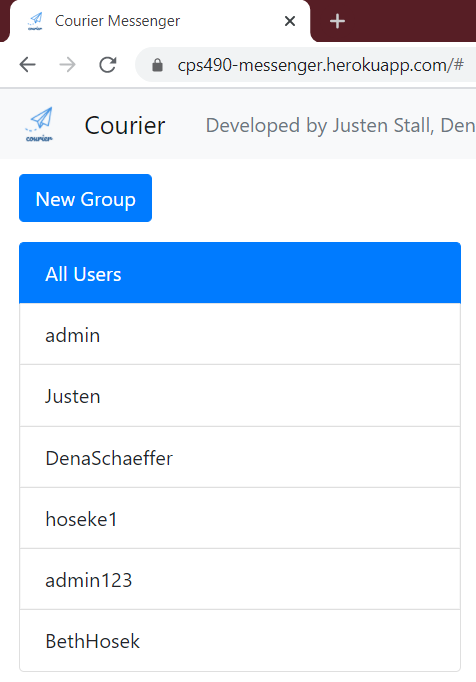 Courier Messenger
cps490-messenger.herokuapp.com/#
courier
Courier
Developed by Justen Stall, Den
New Group
All Users
admin
Justen
DenaSchaeffer
hoseke1
admin123
BethHosek